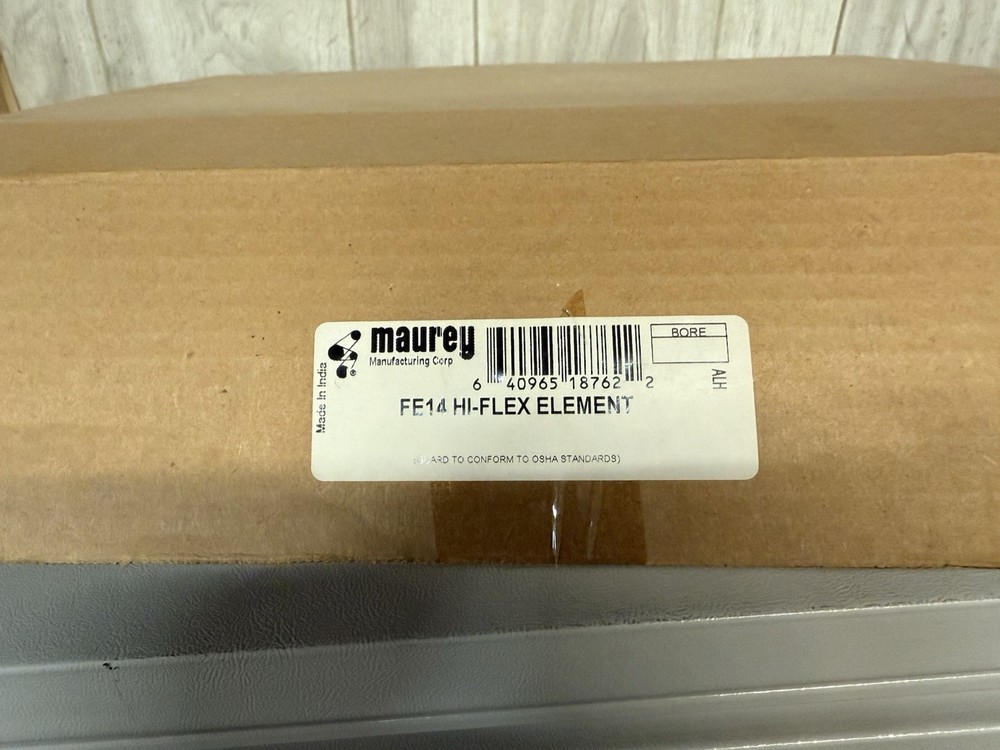 maurey
Manufacturing Corp
®
Made In India
6 40965 18762 2
BORE
ALH
FE14 HI-FLEX ELEMENT
TO CONFORM TO OSHA STANDARDS)